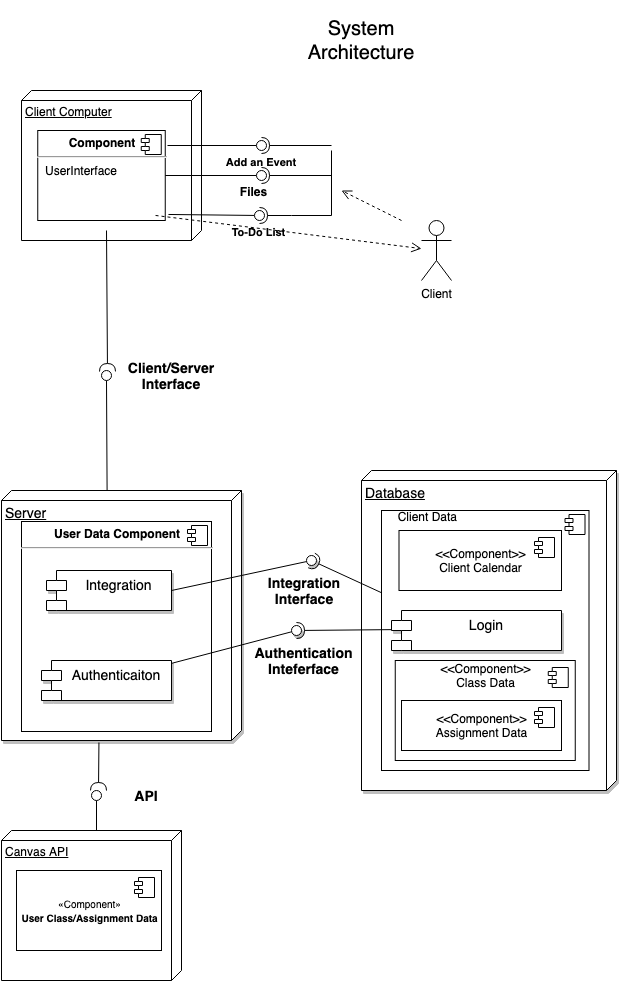 System
Architecture
Client Computer
Component
UserInterface
Add an Event
Files
To-Do List
Client
Client/Server
Interface
Server
User Data Component
Integration
Authenticaiton
Integration
Interface
Authentication
Inteferface
Database
Client Data
<<Component>>
Client Calendar
Login
<<Component>>
Class Data
<<Component>>
Assignment Data
API
Canvas API
«Component»
User Class/Assignment Data